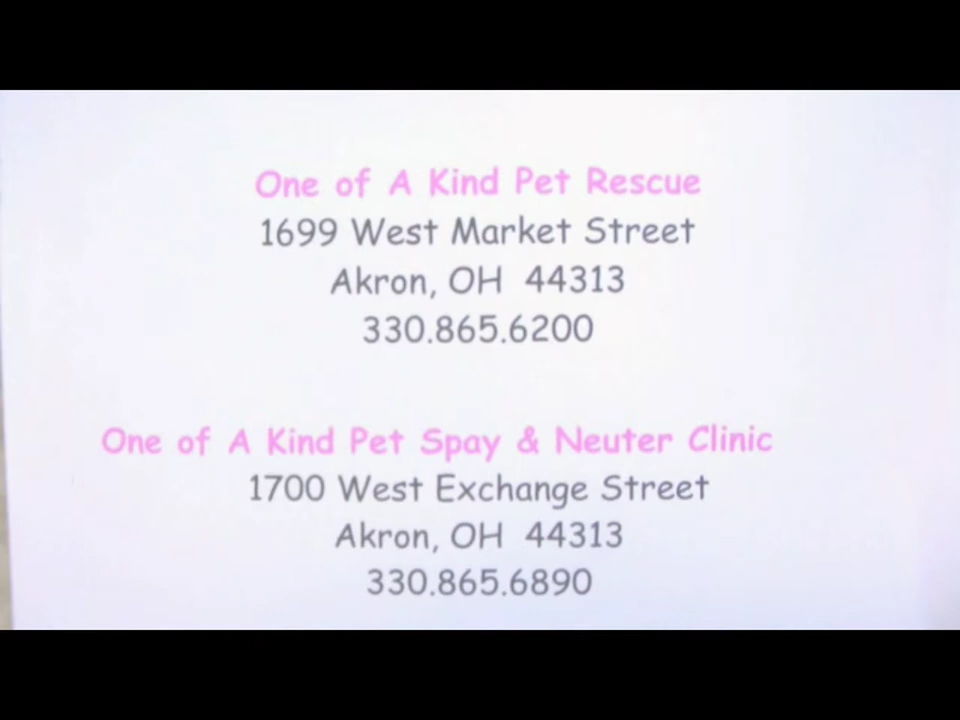 One of A Kind Pet Rescue
1699 West Market Street
Akron, OH 44313
330.865.6200
One of A Kind Pet Spay & Neuter Clinic
1700 West Exchange Street
Akron, OH 44313
330.865.6890